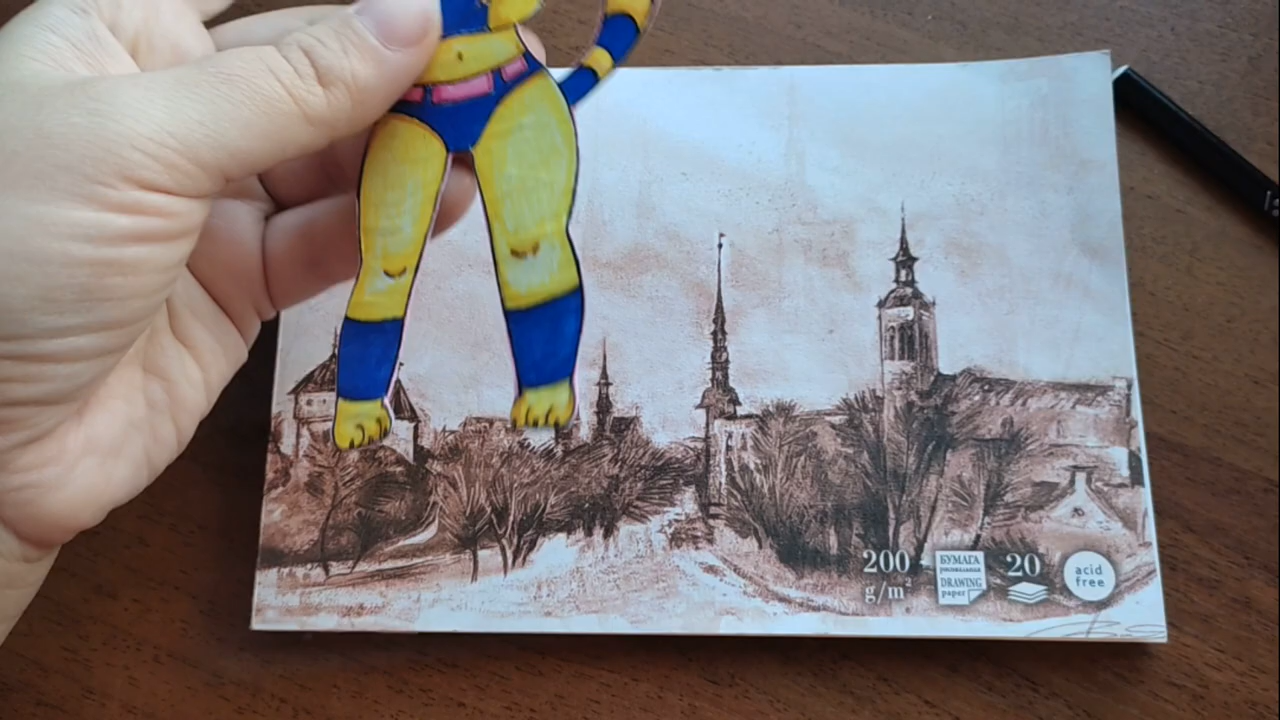 200
g/m²
БУМАГА
рисовальная
DRAWING
paper
20
acid
free